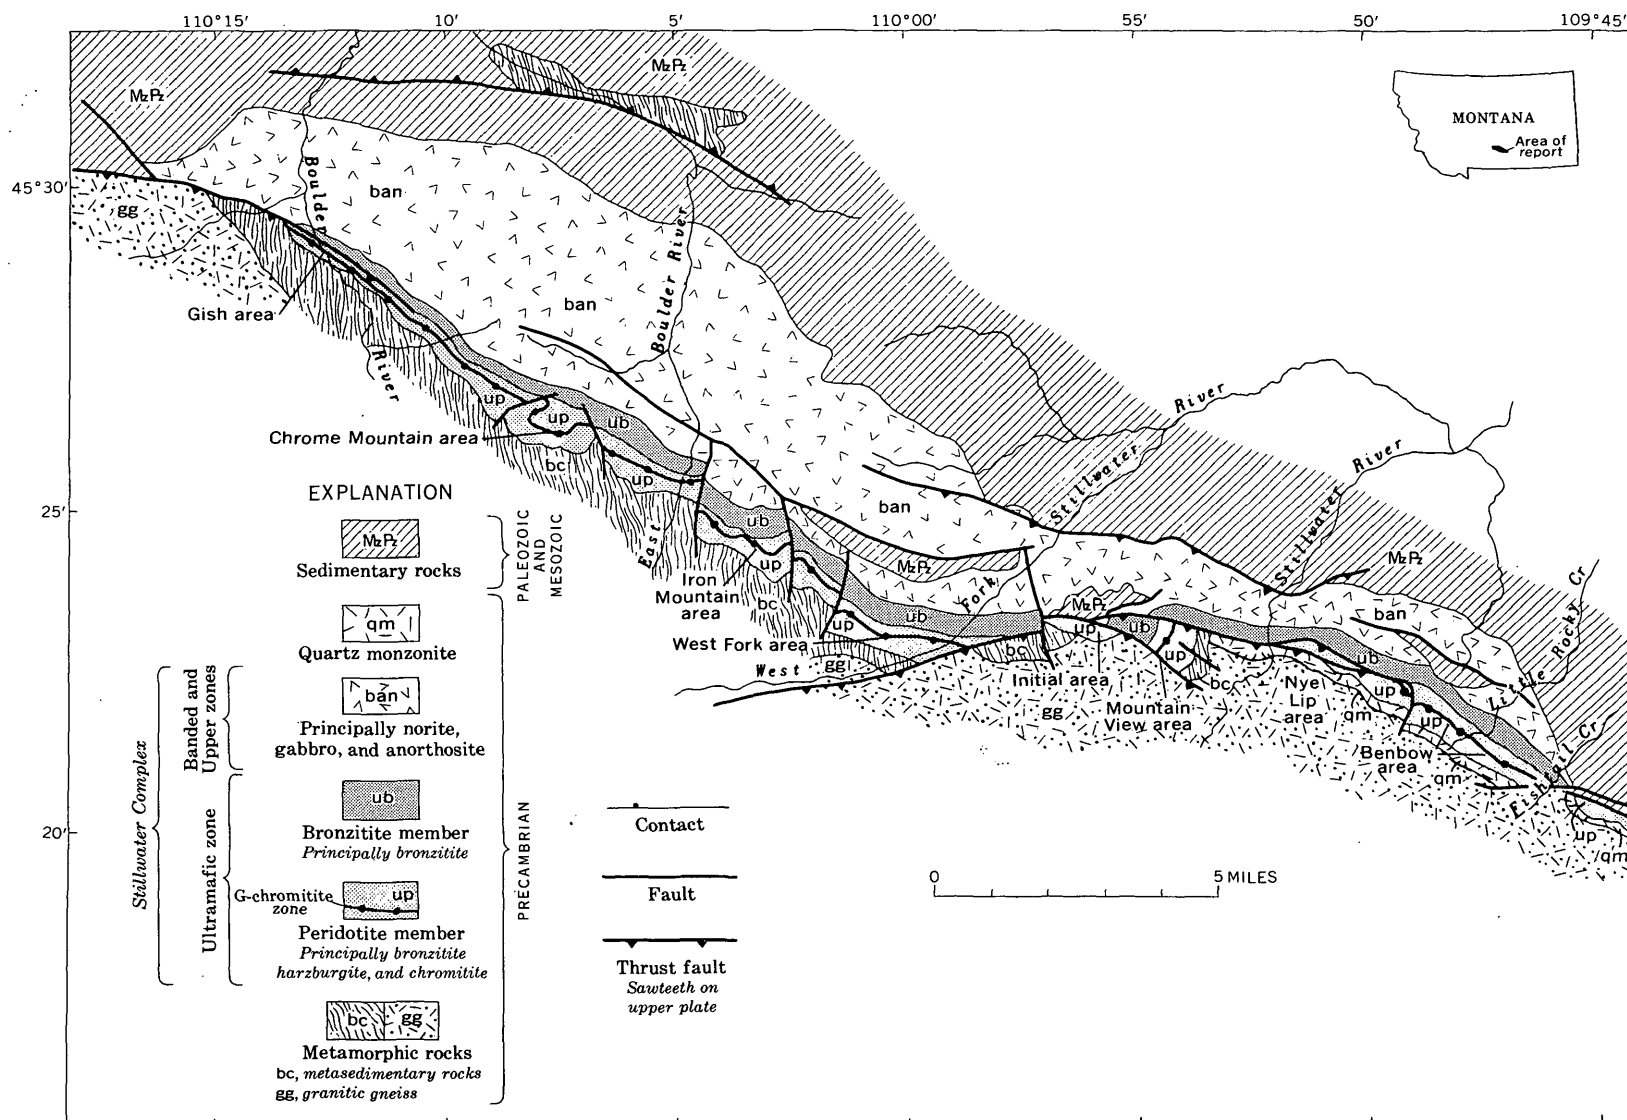 110°15'
10'
5'
110°00'
55'
50'
109°45'
MzPz
MzPz
MONTANA
Area of
report
45°30'
gg
ban
Boulder
Boulder River
Gish area
ban
River
River
up
up
ub
Chrome Mountain area
bc
up
Stillwater
River
Stillwater
ban
EXPLANATION
25'
East
ub
up
MzPz
MzPz
Iron
Mountain
area
bc
Fork
MzPz
ban
Little Rocky Cr
up
ub
up
ub
West Fork area
bc
up
ub
West
gg
Initial area
bc
Nye
Lip
area
up
gg
Mountain
View area
qm
up
Benbow
area
qm
Fishtail Cr
up
qm
MzPz
Sedimentary rocks
PALEOZOIC
AND
MESOZOIC
qm
Quartz monzonite
ban
Principally norite,
gabbro, and anorthosite
Banded and
Upper zones
Stillwater Complex
ub
Bronzitite member
Principally bronzitite
Ultramafic zone
G-chromitite
zone
up
Peridotite member
Principally bronzitite
harzburgite, and chromitite
PRECAMBRIAN
bc
gg
Metamorphic rocks
bc, metasedimentary rocks
gg, granitic gneiss
20'
Contact
Fault
Thrust fault
Sawteeth on
upper plate
0
5 MILES